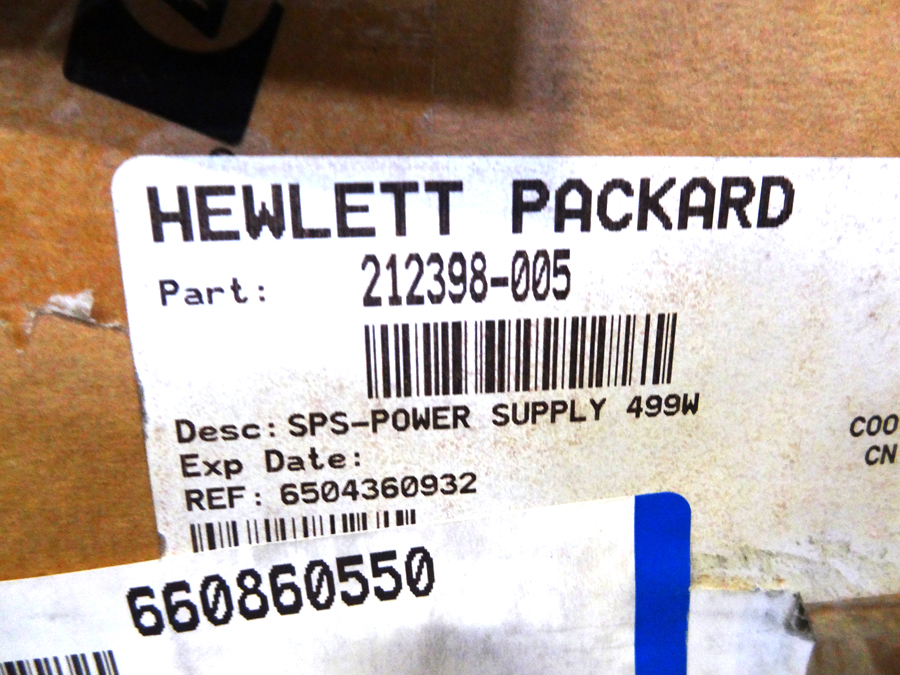 HEWLETT PACKARD
Part: 212398-005
Desc: SPS-POWER SUPPLY 499W
Exp Date:
REF: 6504360932
COO
CN
660860550